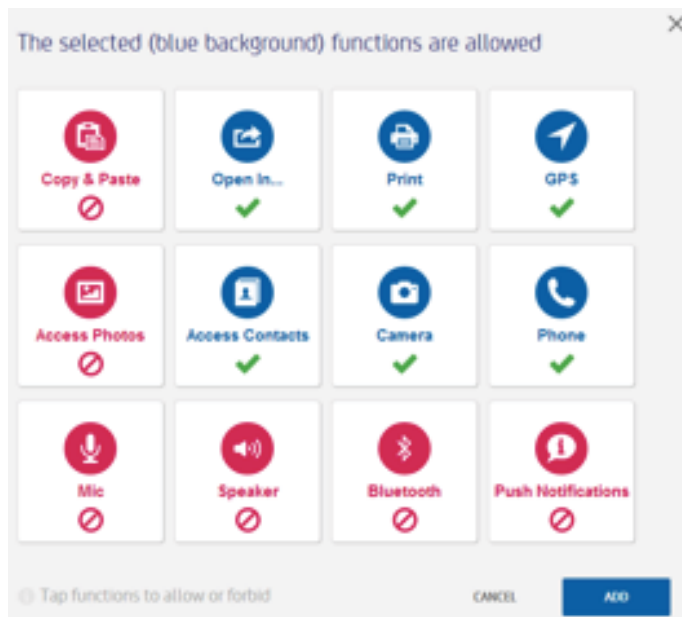 The selected (blue background) functions are allowed
Copy & Paste
Open In...
Print
GPS
Access Photos
Access Contacts
Camera
Phone
Mic
Speaker
Bluetooth
Push Notifications
Tap functions to allow or forbid
CANCEL
ADD